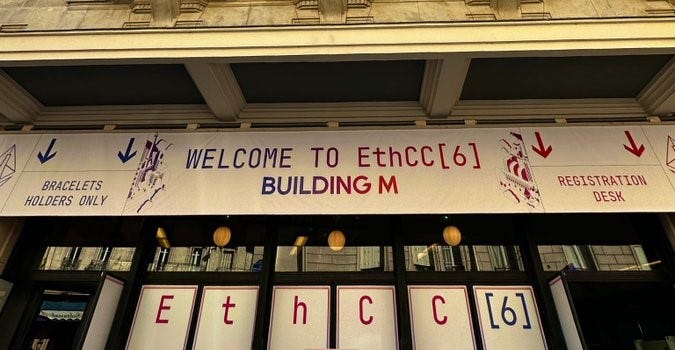 WELCOME TO EthCC[6]
BUILDING M
BRACELETS
HOLDERS ONLY
REGISTRATION
DESK
E t h C C [6]